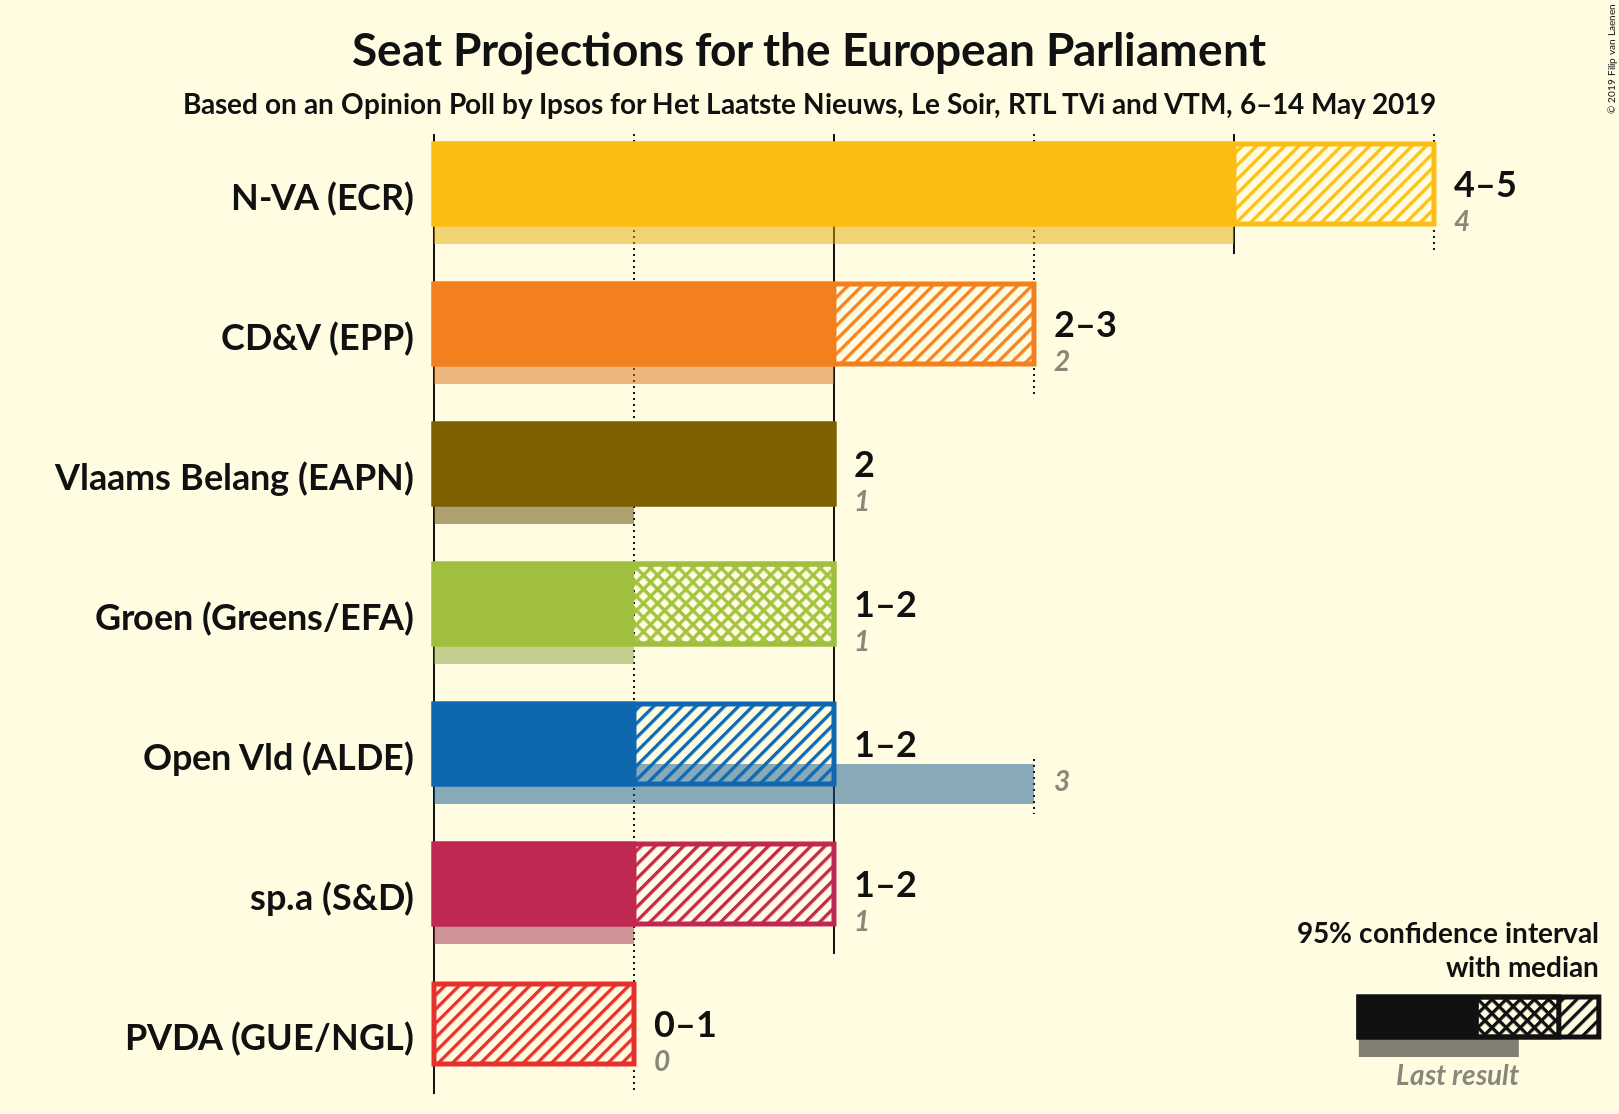 Seat Projections for the European Parliament
Based on an Opinion Poll by Ipsos for Het Laatste Nieuws, Le Soir, RTL TVi and VTM, 6–14 May 2019
© 2019 Filip van Laenen
N-VA (ECR)
4–5
4
CD&V (EPP)
2–3
2
Vlaams Belang (EAPN)
2
1
Groen (Greens/EFA)
1–2
1
Open Vld (ALDE)
1–2
3
sp.a (S&D)
1–2
1
PVDA (GUE/NGL)
0–1
0
95% confidence interval
with median
Last result